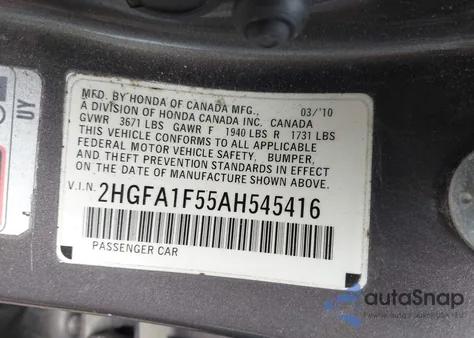 UY
MFD. BY HONDA OF CANADA MFG., 03/'10
A DIVISION OF HONDA CANADA INC. CANADA
GVWR 3671 LBS GAWR F 1940 LBS R 1731 LBS
THIS VEHICLE CONFORMS TO ALL APPLICABLE
FEDERAL MOTOR VEHICLE SAFETY, BUMPER,
AND THEFT PREVENTION STANDARDS IN EFFECT
ON THE DATE OF MANUFACTURE SHOWN ABOVE.
V.I.N. 2HGFA1F55AH545416
PASSENGER CAR
autoSnap